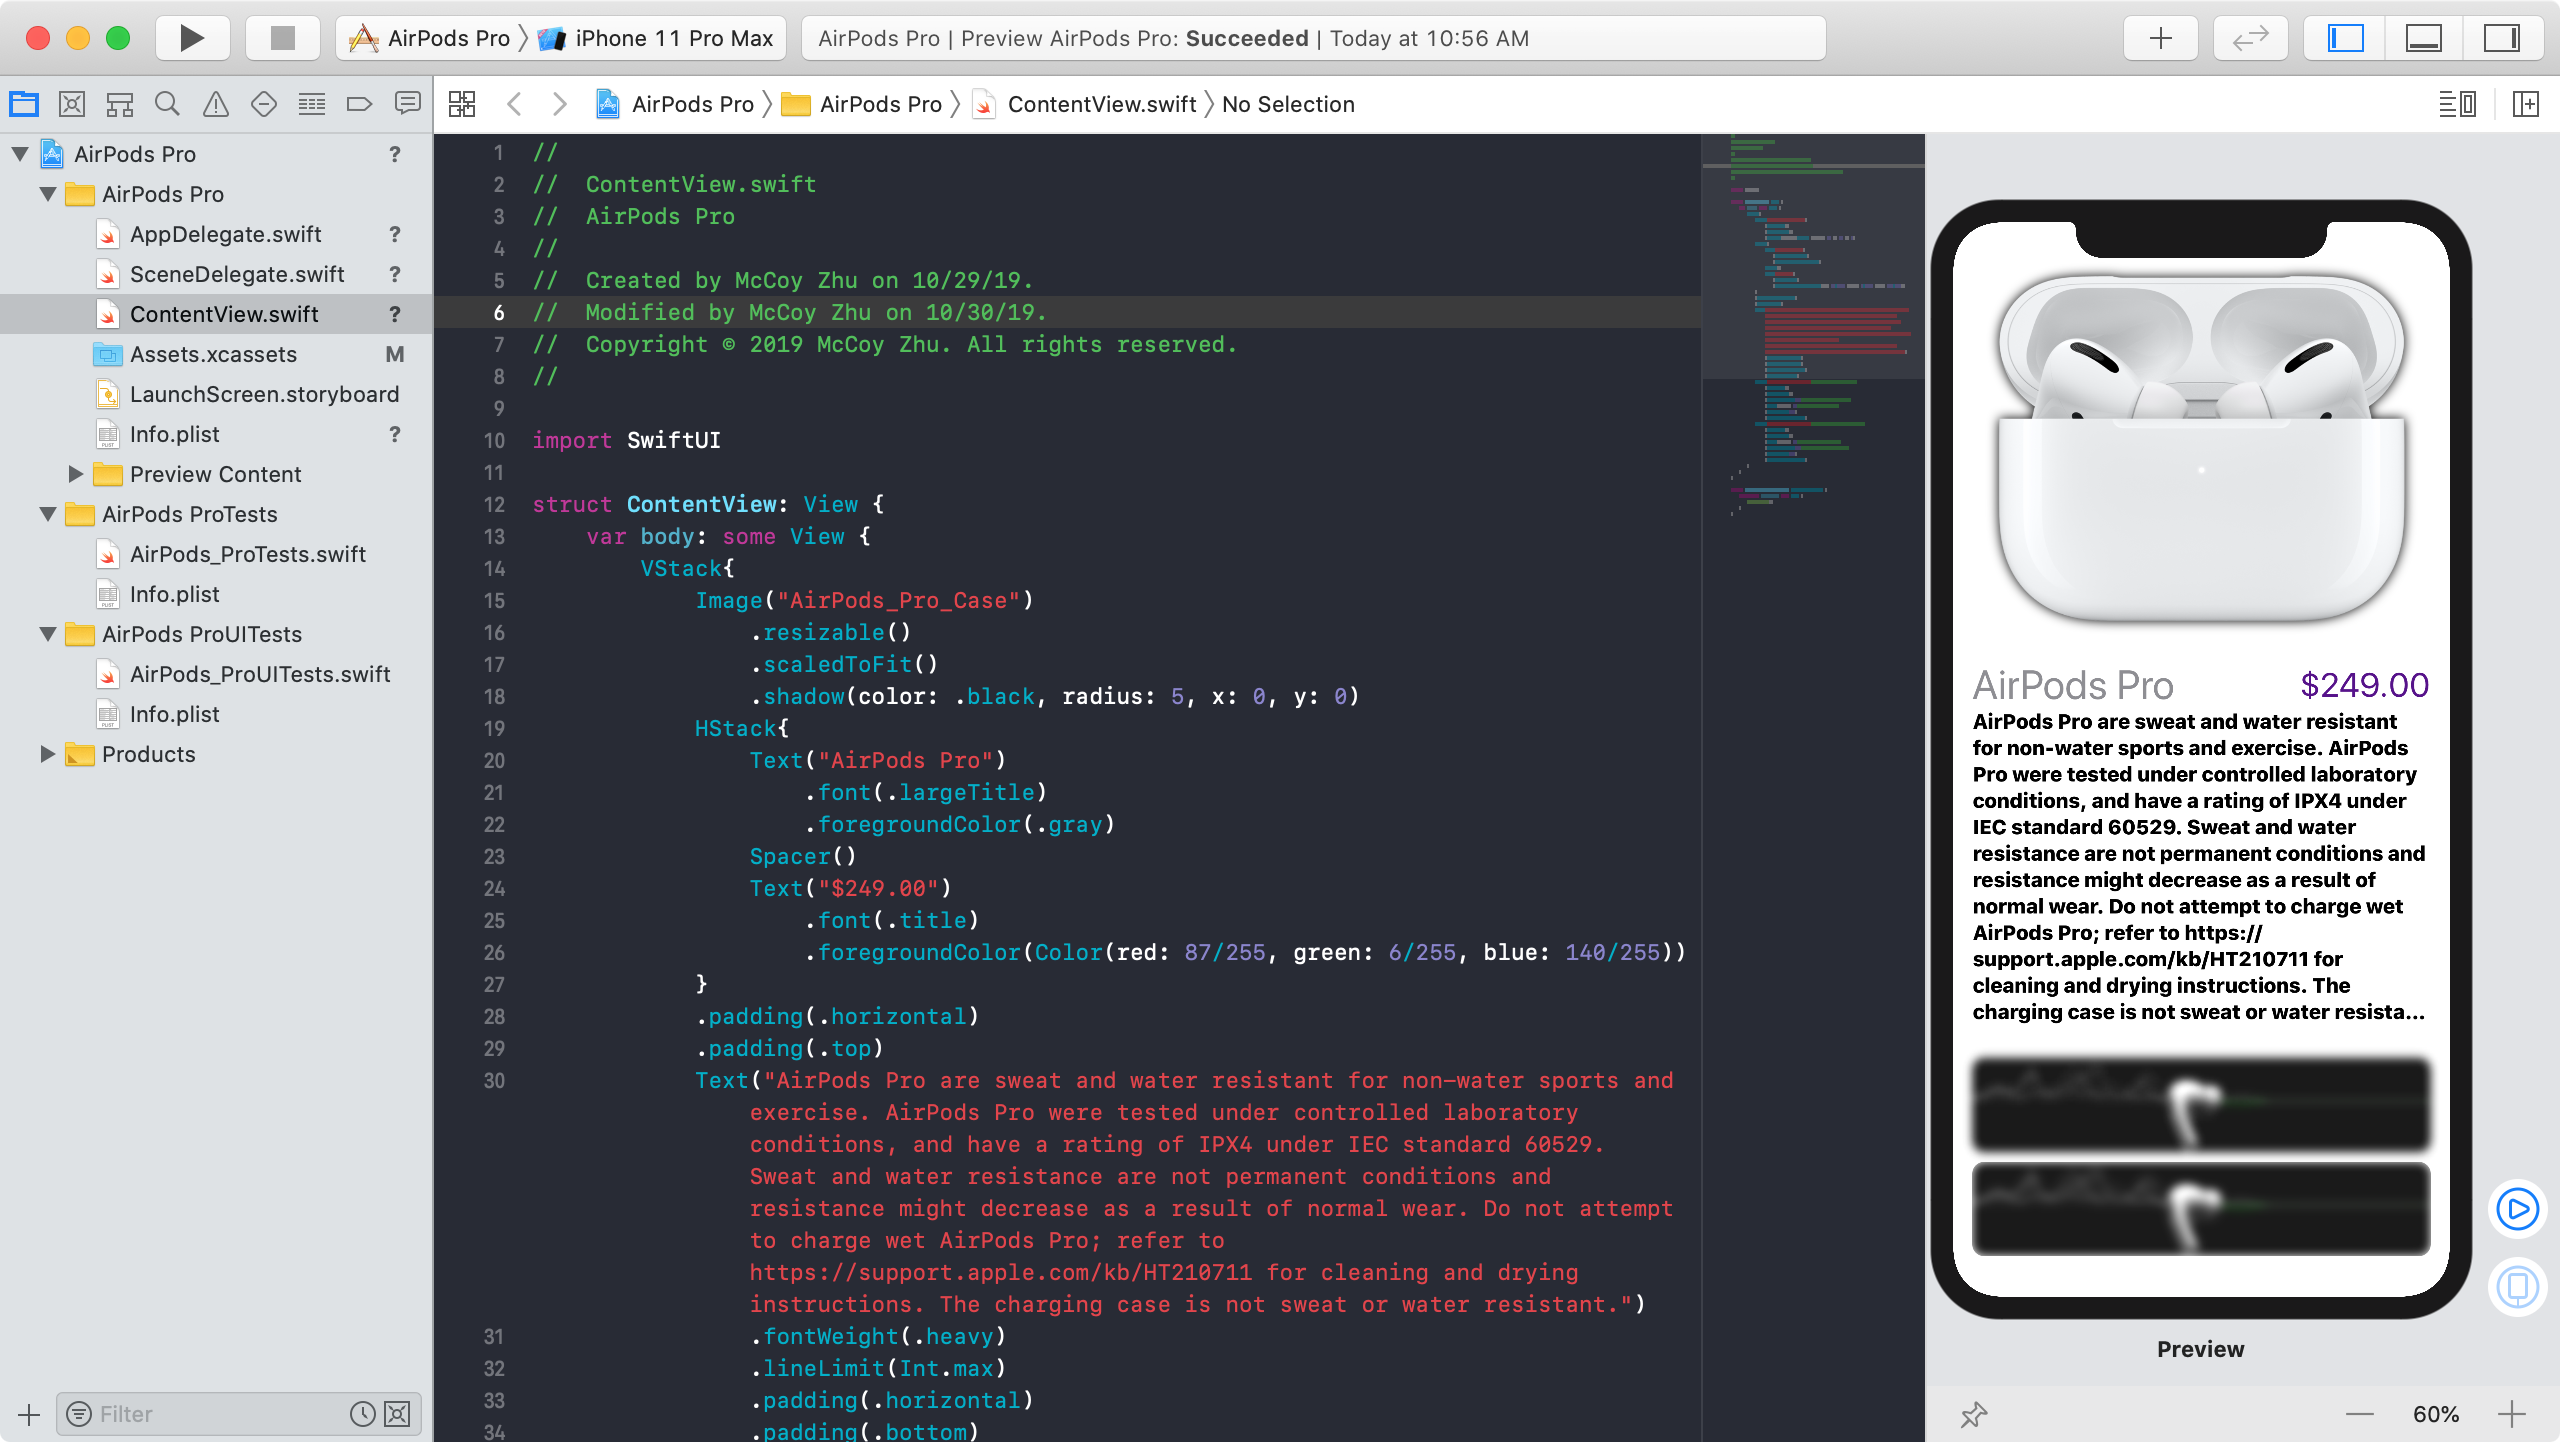 AirPods Pro iPhone 11 Pro Max
AirPods Pro | Preview AirPods Pro: Succeeded | Today at 10:56 AM
AirPods Pro AirPods Pro ContentView.swift No Selection
AirPods Pro ?
AirPods Pro
AppDelegate.swift ?
SceneDelegate.swift ?
ContentView.swift ?
Assets.xcassets M
LaunchScreen.storyboard
Info.plist ?
Preview Content
AirPods ProTests
AirPods_ProTests.swift
Info.plist
AirPods ProUITests
AirPods_ProUITests.swift
Info.plist
Products
Filter
1 //
2 //  ContentView.swift
3 //  AirPods Pro
4 //
5 //  Created by McCoy Zhu on 10/29/19.
6 //  Modified by McCoy Zhu on 10/30/19.
7 //  Copyright © 2019 McCoy Zhu. All rights reserved.
8 //
9
10 import SwiftUI
11
12 struct ContentView: View {
13     var body: some View {
14         VStack{
15             Image("AirPods_Pro_Case")
16                 .resizable()
17                 .scaledToFit()
18                 .shadow(color: .black, radius: 5, x: 0, y: 0)
19             HStack{
20                 Text("AirPods Pro")
21                     .font(.largeTitle)
22                     .foregroundColor(.gray)
23                 Spacer()
24                 Text("$249.00")
25                     .font(.title)
26                     .foregroundColor(Color(red: 87/255, green: 6/255, blue: 140/255))
27             }
28             .padding(.horizontal)
29             .padding(.top)
30             Text("AirPods Pro are sweat and water resistant for non-water sports and
exercise. AirPods Pro were tested under controlled laboratory
conditions, and have a rating of IPX4 under IEC standard 60529.
Sweat and water resistance are not permanent conditions and
resistance might decrease as a result of normal wear. Do not attempt
to charge wet AirPods Pro; refer to
https://support.apple.com/kb/HT210711 for cleaning and drying
instructions. The charging case is not sweat or water resistant.")
31                 .fontWeight(.heavy)
32                 .lineLimit(Int.max)
33                 .padding(.horizontal)
34                 .padding(.bottom)
AirPods Pro $249.00
AirPods Pro are sweat and water resistant
for non-water sports and exercise. AirPods
Pro were tested under controlled laboratory
conditions, and have a rating of IPX4 under
IEC standard 60529. Sweat and water
resistance are not permanent conditions and
resistance might decrease as a result of
normal wear. Do not attempt to charge wet
AirPods Pro; refer to https://
support.apple.com/kb/HT210711 for
cleaning and drying instructions. The
charging case is not sweat or water resista...
Preview
60%